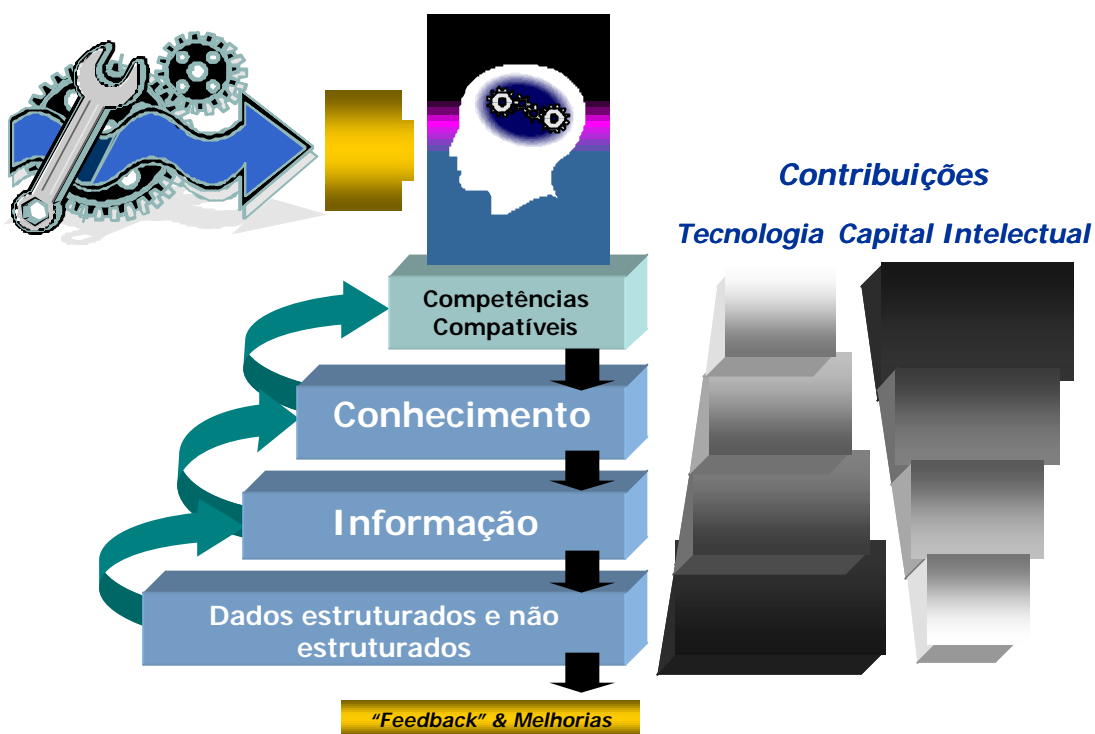 Contribuições
Tecnologia Capital Intelectual
Competências
Compatíveis
Conhecimento
Informação
Dados estruturados e não
estruturados
“Feedback” & Melhorias